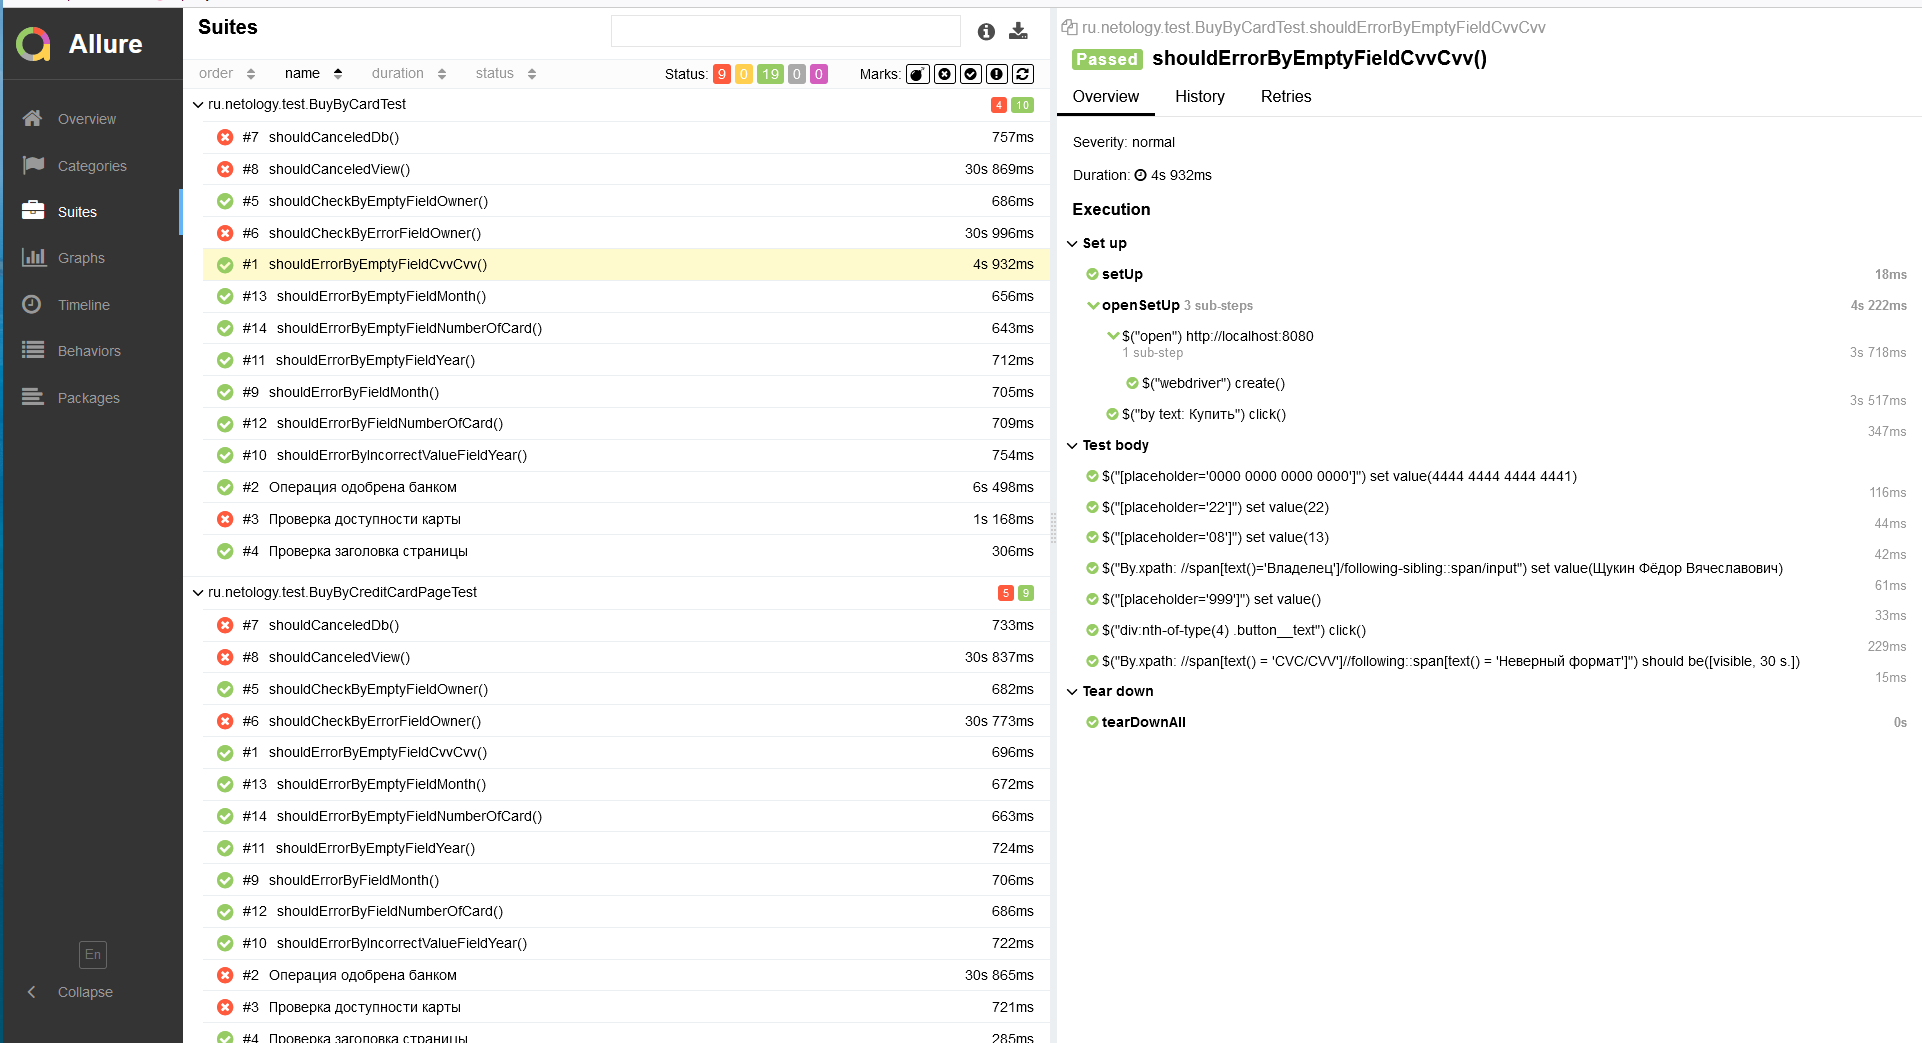 Allure
Overview
Categories
Suites
Graphs
Timeline
Behaviors
Packages
En
Collapse
Suites
order name duration status Status: 9 0 19 0 0 Marks:
ru.netology.test.BuyByCardTest 4 10
#7 shouldCanceledDb() 757ms
#8 shouldCanceledView() 30s 869ms
#5 shouldCheckByEmptyFieldOwner() 686ms
#6 shouldCheckByErrorFieldOwner() 30s 996ms
#1 shouldErrorByEmptyFieldCvvCvv() 4s 932ms
#13 shouldErrorByEmptyFieldMonth() 656ms
#14 shouldErrorByEmptyFieldNumberOfCard() 643ms
#11 shouldErrorByEmptyFieldYear() 712ms
#9 shouldErrorByFieldMonth() 705ms
#12 shouldErrorByFieldNumberOfCard() 709ms
#10 shouldErrorByIncorrectValueFieldYear() 754ms
#2 Операция одобрена банком 6s 498ms
#3 Проверка доступности карты 1s 168ms
#4 Проверка заголовка страницы 306ms
ru.netology.test.BuyByCreditCardPageTest 5 9
#7 shouldCanceledDb() 733ms
#8 shouldCanceledView() 30s 837ms
#5 shouldCheckByEmptyFieldOwner() 682ms
#6 shouldCheckByErrorFieldOwner() 30s 773ms
#1 shouldErrorByEmptyFieldCvvCvv() 696ms
#13 shouldErrorByEmptyFieldMonth() 672ms
#14 shouldErrorByEmptyFieldNumberOfCard() 663ms
#11 shouldErrorByEmptyFieldYear() 724ms
#9 shouldErrorByFieldMonth() 706ms
#12 shouldErrorByFieldNumberOfCard() 686ms
#10 shouldErrorByIncorrectValueFieldYear() 722ms
#2 Операция одобрена банком 30s 865ms
#3 Проверка доступности карты 721ms
#4 Проверка заголовка страницы 285ms
ru.netology.test.BuyByCardTest.shouldErrorByEmptyFieldCvvCvv
Passed shouldErrorByEmptyFieldCvvCvv()
Overview History Retries
Severity: normal
Duration: 4s 932ms
Execution
Set up
setUp 18ms
openSetUp 3 sub-steps 4s 222ms
$("open") http://localhost:8080
1 sub-step 3s 718ms
$("webdriver") create()
3s 517ms
$("by text: Купить") click()
347ms
Test body
$("[placeholder='0000 0000 0000 0000']") set value(4444 4444 4444 4441)
116ms
$("[placeholder='22']") set value(22)
44ms
$("[placeholder='08']") set value(13)
42ms
$("By.xpath: //span[text()='Владелец']/following-sibling::span/input") set value(Щукин Фёдор Вячеславович)
61ms
$("[placeholder='999']") set value()
33ms
$("div:nth-of-type(4) .button__text") click()
229ms
$("By.xpath: //span[text() = 'CVC/CVV']//following::span[text() = 'Неверный формат']") should be([visible, 30 s.])
15ms
Tear down
tearDownAll 0s